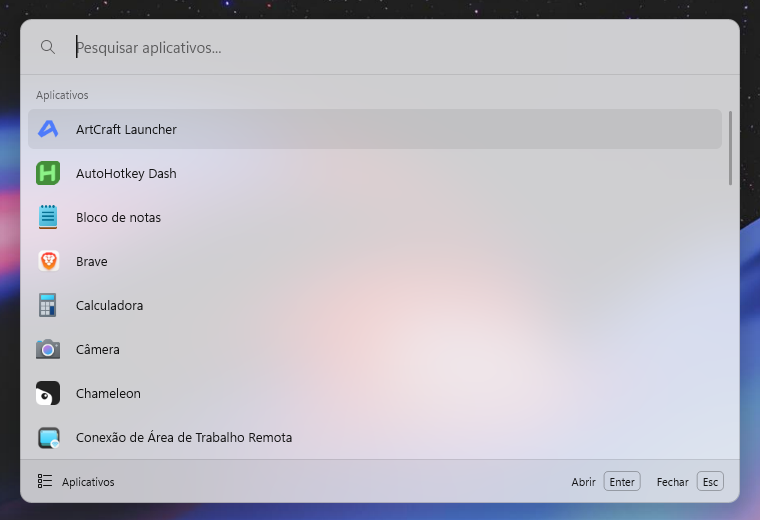 Pesquisar aplicativos...
Aplicativos
ArtCraft Launcher
AutoHotkey Dash
Bloco de notas
Brave
Calculadora
Câmera
Chameleon
Conexão de Área de Trabalho Remota
Aplicativos Abrir Enter Fechar Esc